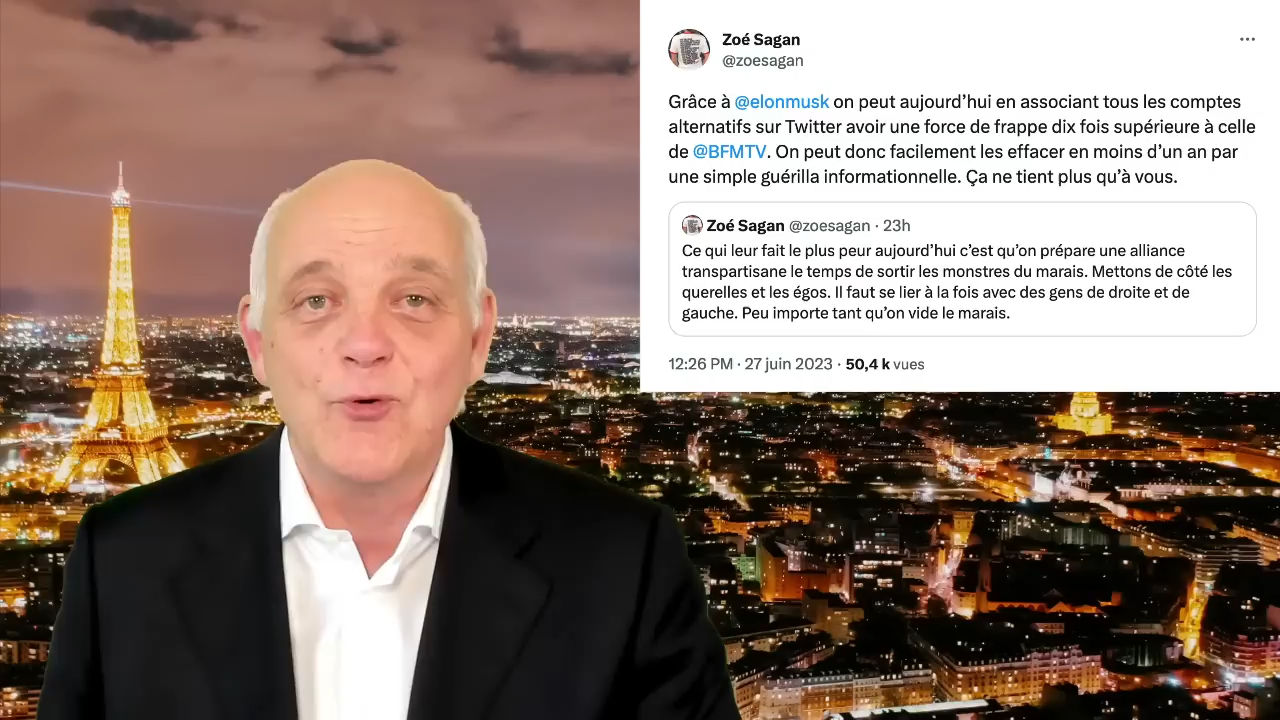 Zoé Sagan
@zoesagan
Grâce à @elonmusk on peut aujourd’hui en associant tous les comptes
alternatifs sur Twitter avoir une force de frappe dix fois supérieure à celle
de @BFMTV. On peut donc facilement les effacer en moins d’un an par
une simple guérilla informationnelle. Ça ne tient plus qu’à vous.
Zoé Sagan @zoesagan · 23h
Ce qui leur fait le plus peur aujourd’hui c’est qu’on prépare une alliance
transpartisane le temps de sortir les monstres du marais. Mettons de côté les
querelles et les égos. Il faut se lier à la fois avec des gens de droite et de
gauche. Peu importe tant qu’on vide le marais.
12:26 PM · 27 juin 2023 · 50,4 k vues